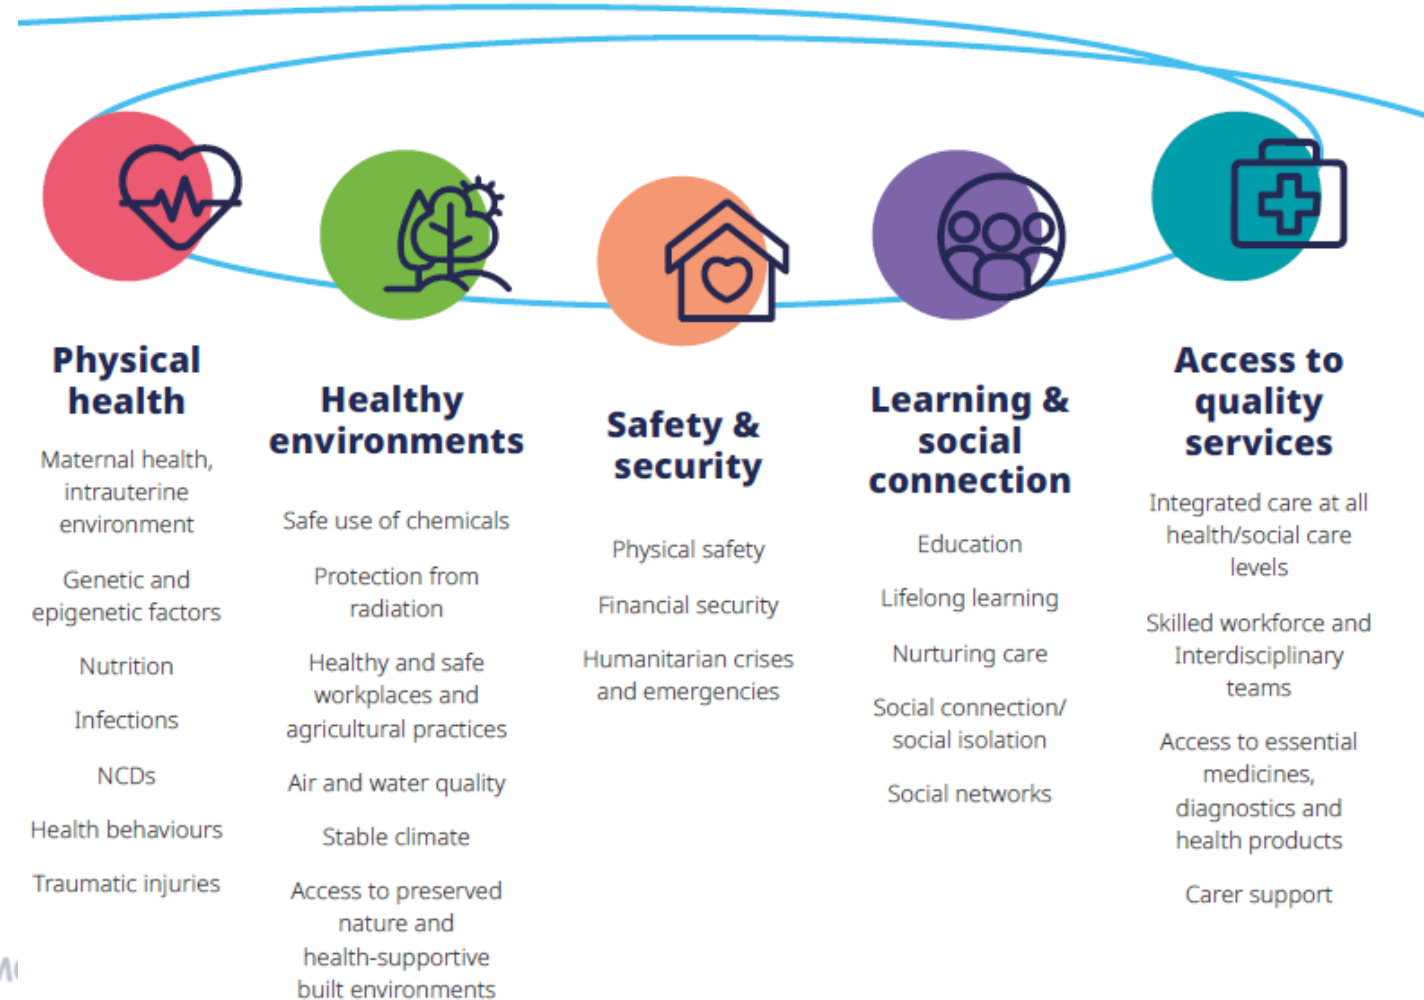 Physical
health
Maternal health,
intrauterine
environment
Genetic and
epigenetic factors
Nutrition
Infections
NCDs
Health behaviours
Traumatic injuries
Healthy
environments
Safe use of chemicals
Protection from
radiation
Healthy and safe
workplaces and
agricultural practices
Air and water quality
Stable climate
Access to preserved
nature and
health-supportive
built environments
Safety &
security
Physical safety
Financial security
Humanitarian crises
and emergencies
Learning &
social
connection
Education
Lifelong learning
Nurturing care
Social connection/
social isolation
Social networks
Access to
quality
services
Integrated care at all
health/social care
levels
Skilled workforce and
Interdisciplinary
teams
Access to essential
medicines,
diagnostics and
health products
Carer support